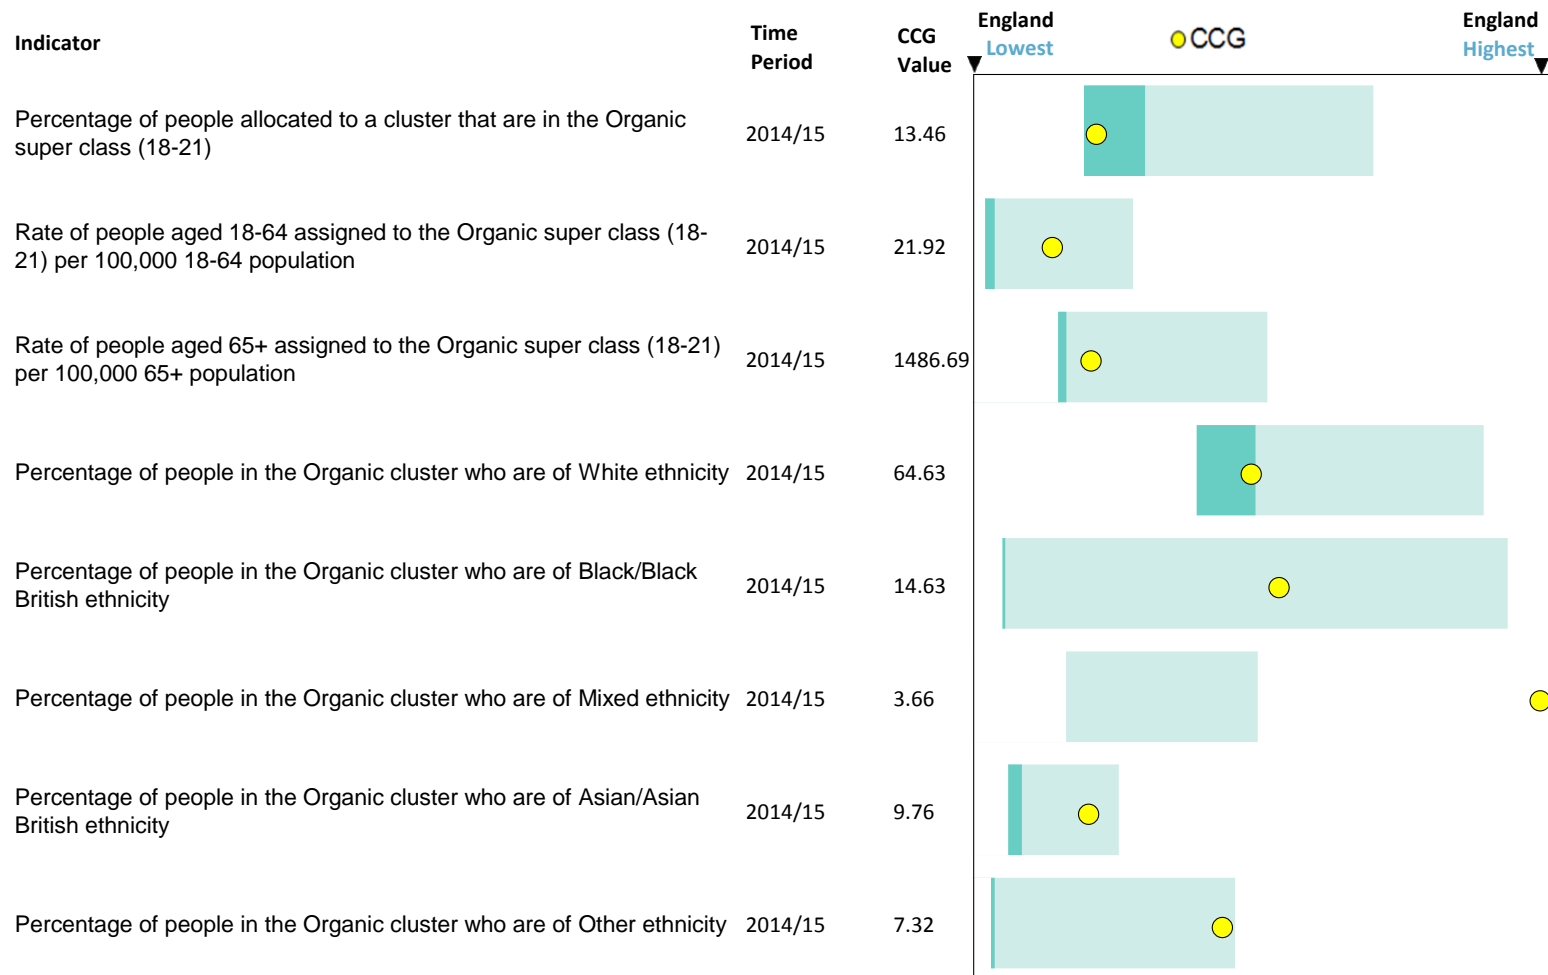 Indicator
Time
Period
CCG
Value
England
Lowest
CCG
England
Highest
Percentage of people allocated to a cluster that are in the Organic
super class (18-21)
2014/15
13.46
Rate of people aged 18-64 assigned to the Organic super class (18-
21) per 100,000 18-64 population
2014/15
21.92
Rate of people aged 65+ assigned to the Organic super class (18-21)
per 100,000 65+ population
2014/15
1486.69
Percentage of people in the Organic cluster who are of White ethnicity
2014/15
64.63
Percentage of people in the Organic cluster who are of Black/Black
British ethnicity
2014/15
14.63
Percentage of people in the Organic cluster who are of Mixed ethnicity
2014/15
3.66
Percentage of people in the Organic cluster who are of Asian/Asian
British ethnicity
2014/15
9.76
Percentage of people in the Organic cluster who are of Other ethnicity
2014/15
7.32